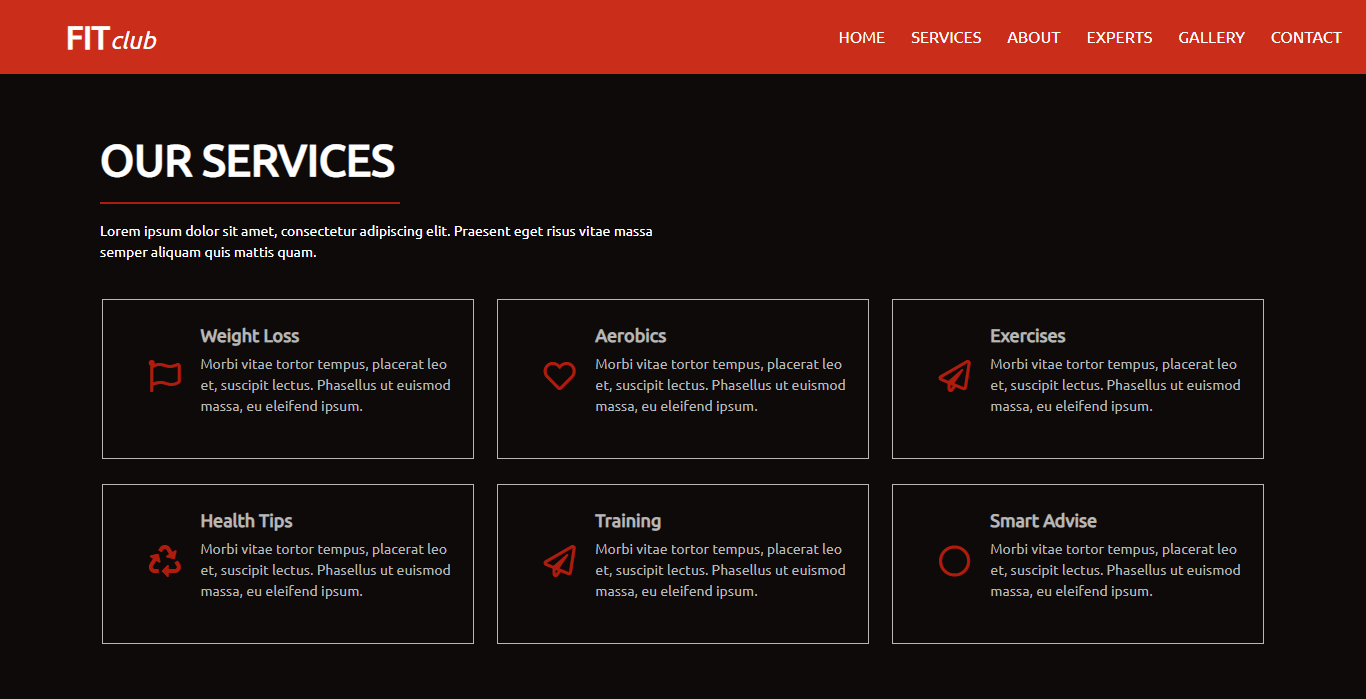 FIT club
HOME SERVICES ABOUT EXPERTS GALLERY CONTACT
OUR SERVICES
Lorem ipsum dolor sit amet, consectetur adipiscing elit. Praesent eget risus vitae massa
semper aliquam quis mattis quam.
Weight Loss
Morbi vitae tortor tempus, placerat leo
et, suscipit lectus. Phasellus ut euismod
massa, eu eleifend ipsum.
Aerobics
Morbi vitae tortor tempus, placerat leo
et, suscipit lectus. Phasellus ut euismod
massa, eu eleifend ipsum.
Exercises
Morbi vitae tortor tempus, placerat leo
et, suscipit lectus. Phasellus ut euismod
massa, eu eleifend ipsum.
Health Tips
Morbi vitae tortor tempus, placerat leo
et, suscipit lectus. Phasellus ut euismod
massa, eu eleifend ipsum.
Training
Morbi vitae tortor tempus, placerat leo
et, suscipit lectus. Phasellus ut euismod
massa, eu eleifend ipsum.
Smart Advise
Morbi vitae tortor tempus, placerat leo
et, suscipit lectus. Phasellus ut euismod
massa, eu eleifend ipsum.